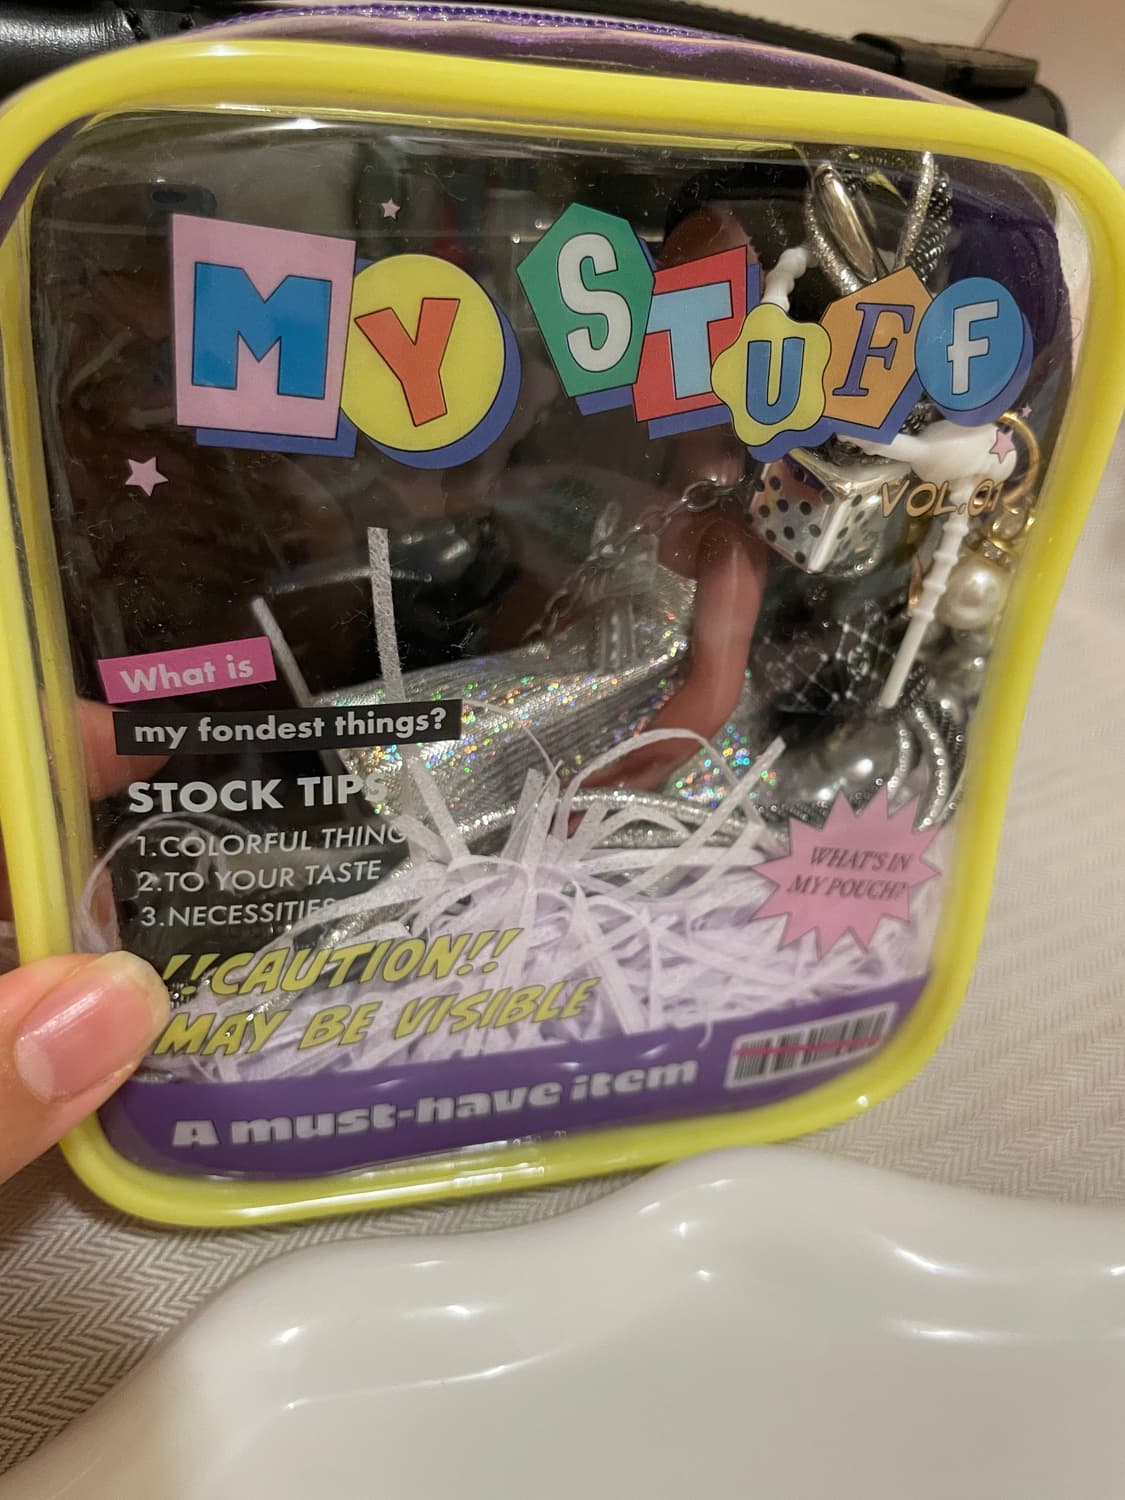 MY STUFF
VOL.01
What is
my fondest things?
STOCK TIPS
1.COLORFUL THING
2.TO YOUR TASTE
3.NECESSITIES
WHAT'S IN
MY POUCH?
!!CAUTION!!
MAY BE VISIBLE
A must-have item